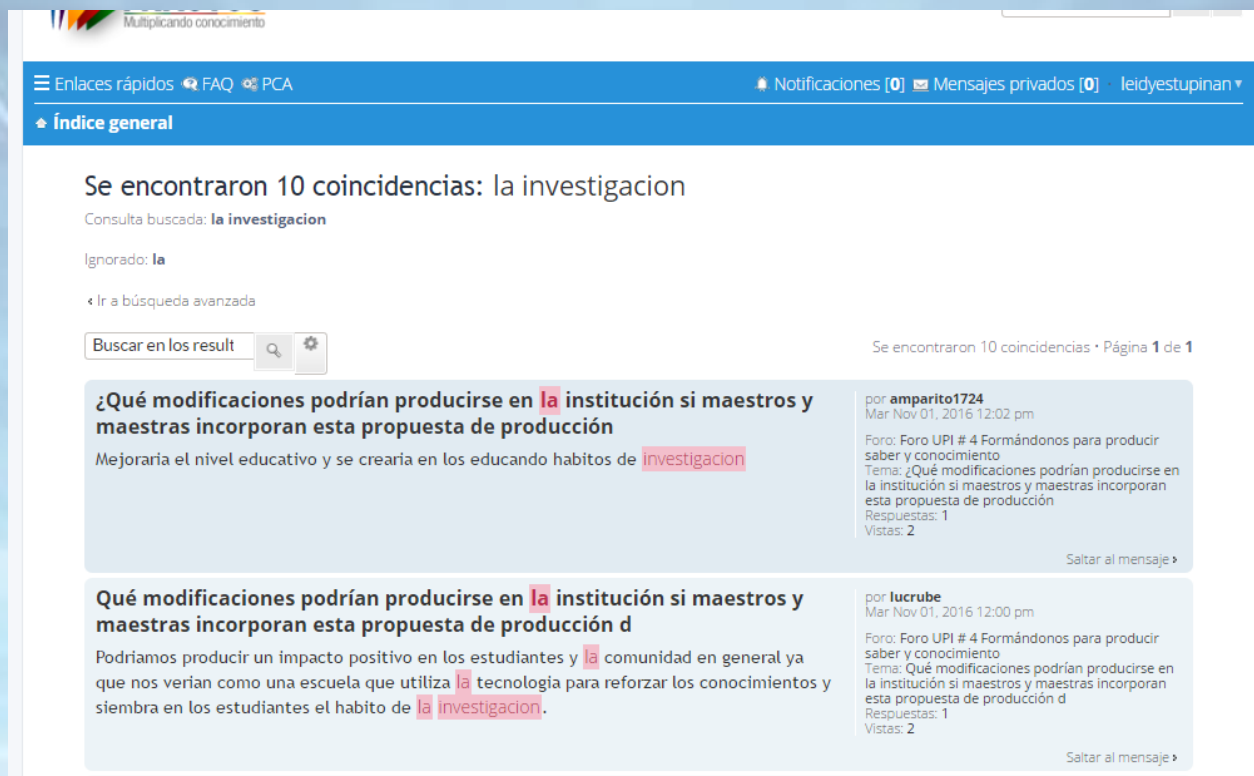 Multiplicando conocimiento
Enlaces rápidos FAQ PCA
Notificaciones [0] Mensajes privados [0] · leidyestupinan
Índice general
Se encontraron 10 coincidencias: la investigacion
Consulta buscada: la investigacion
Ignorado: la
Ir a búsqueda avanzada
Buscar en los result
Se encontraron 10 coincidencias • Página 1 de 1
¿Qué modificaciones podrían producirse en la institución si maestros y
maestras incorporan esta propuesta de producción
Mejoraria el nivel educativo y se crearia en los educando habitos de investigacion
por amparito1724
Mar Nov 01, 2016 12:02 pm
Foro: Foro UPI # 4 Formándonos para producir
saber y conocimiento
Tema: ¿Qué modificaciones podrían producirse en
la institución si maestros y maestras incorporan
esta propuesta de producción
Respuestas: 1
Vistas: 2
Saltar al mensaje
Qué modificaciones podrían producirse en la institución si maestros y
maestras incorporan esta propuesta de producción d
Podriamos producir un impacto positivo en los estudiantes y la comunidad en general ya
que nos verian como una escuela que utiliza la tecnologia para reforzar los conocimientos y
siembra en los estudiantes el habito de la investigacion.
por lucrube
Mar Nov 01, 2016 12:00 pm
Foro: Foro UPI # 4 Formándonos para producir
saber y conocimiento
Tema: Qué modificaciones podrían producirse en
la institución si maestros y maestras incorporan
esta propuesta de producción d
Respuestas: 1
Vistas: 2
Saltar al mensaje